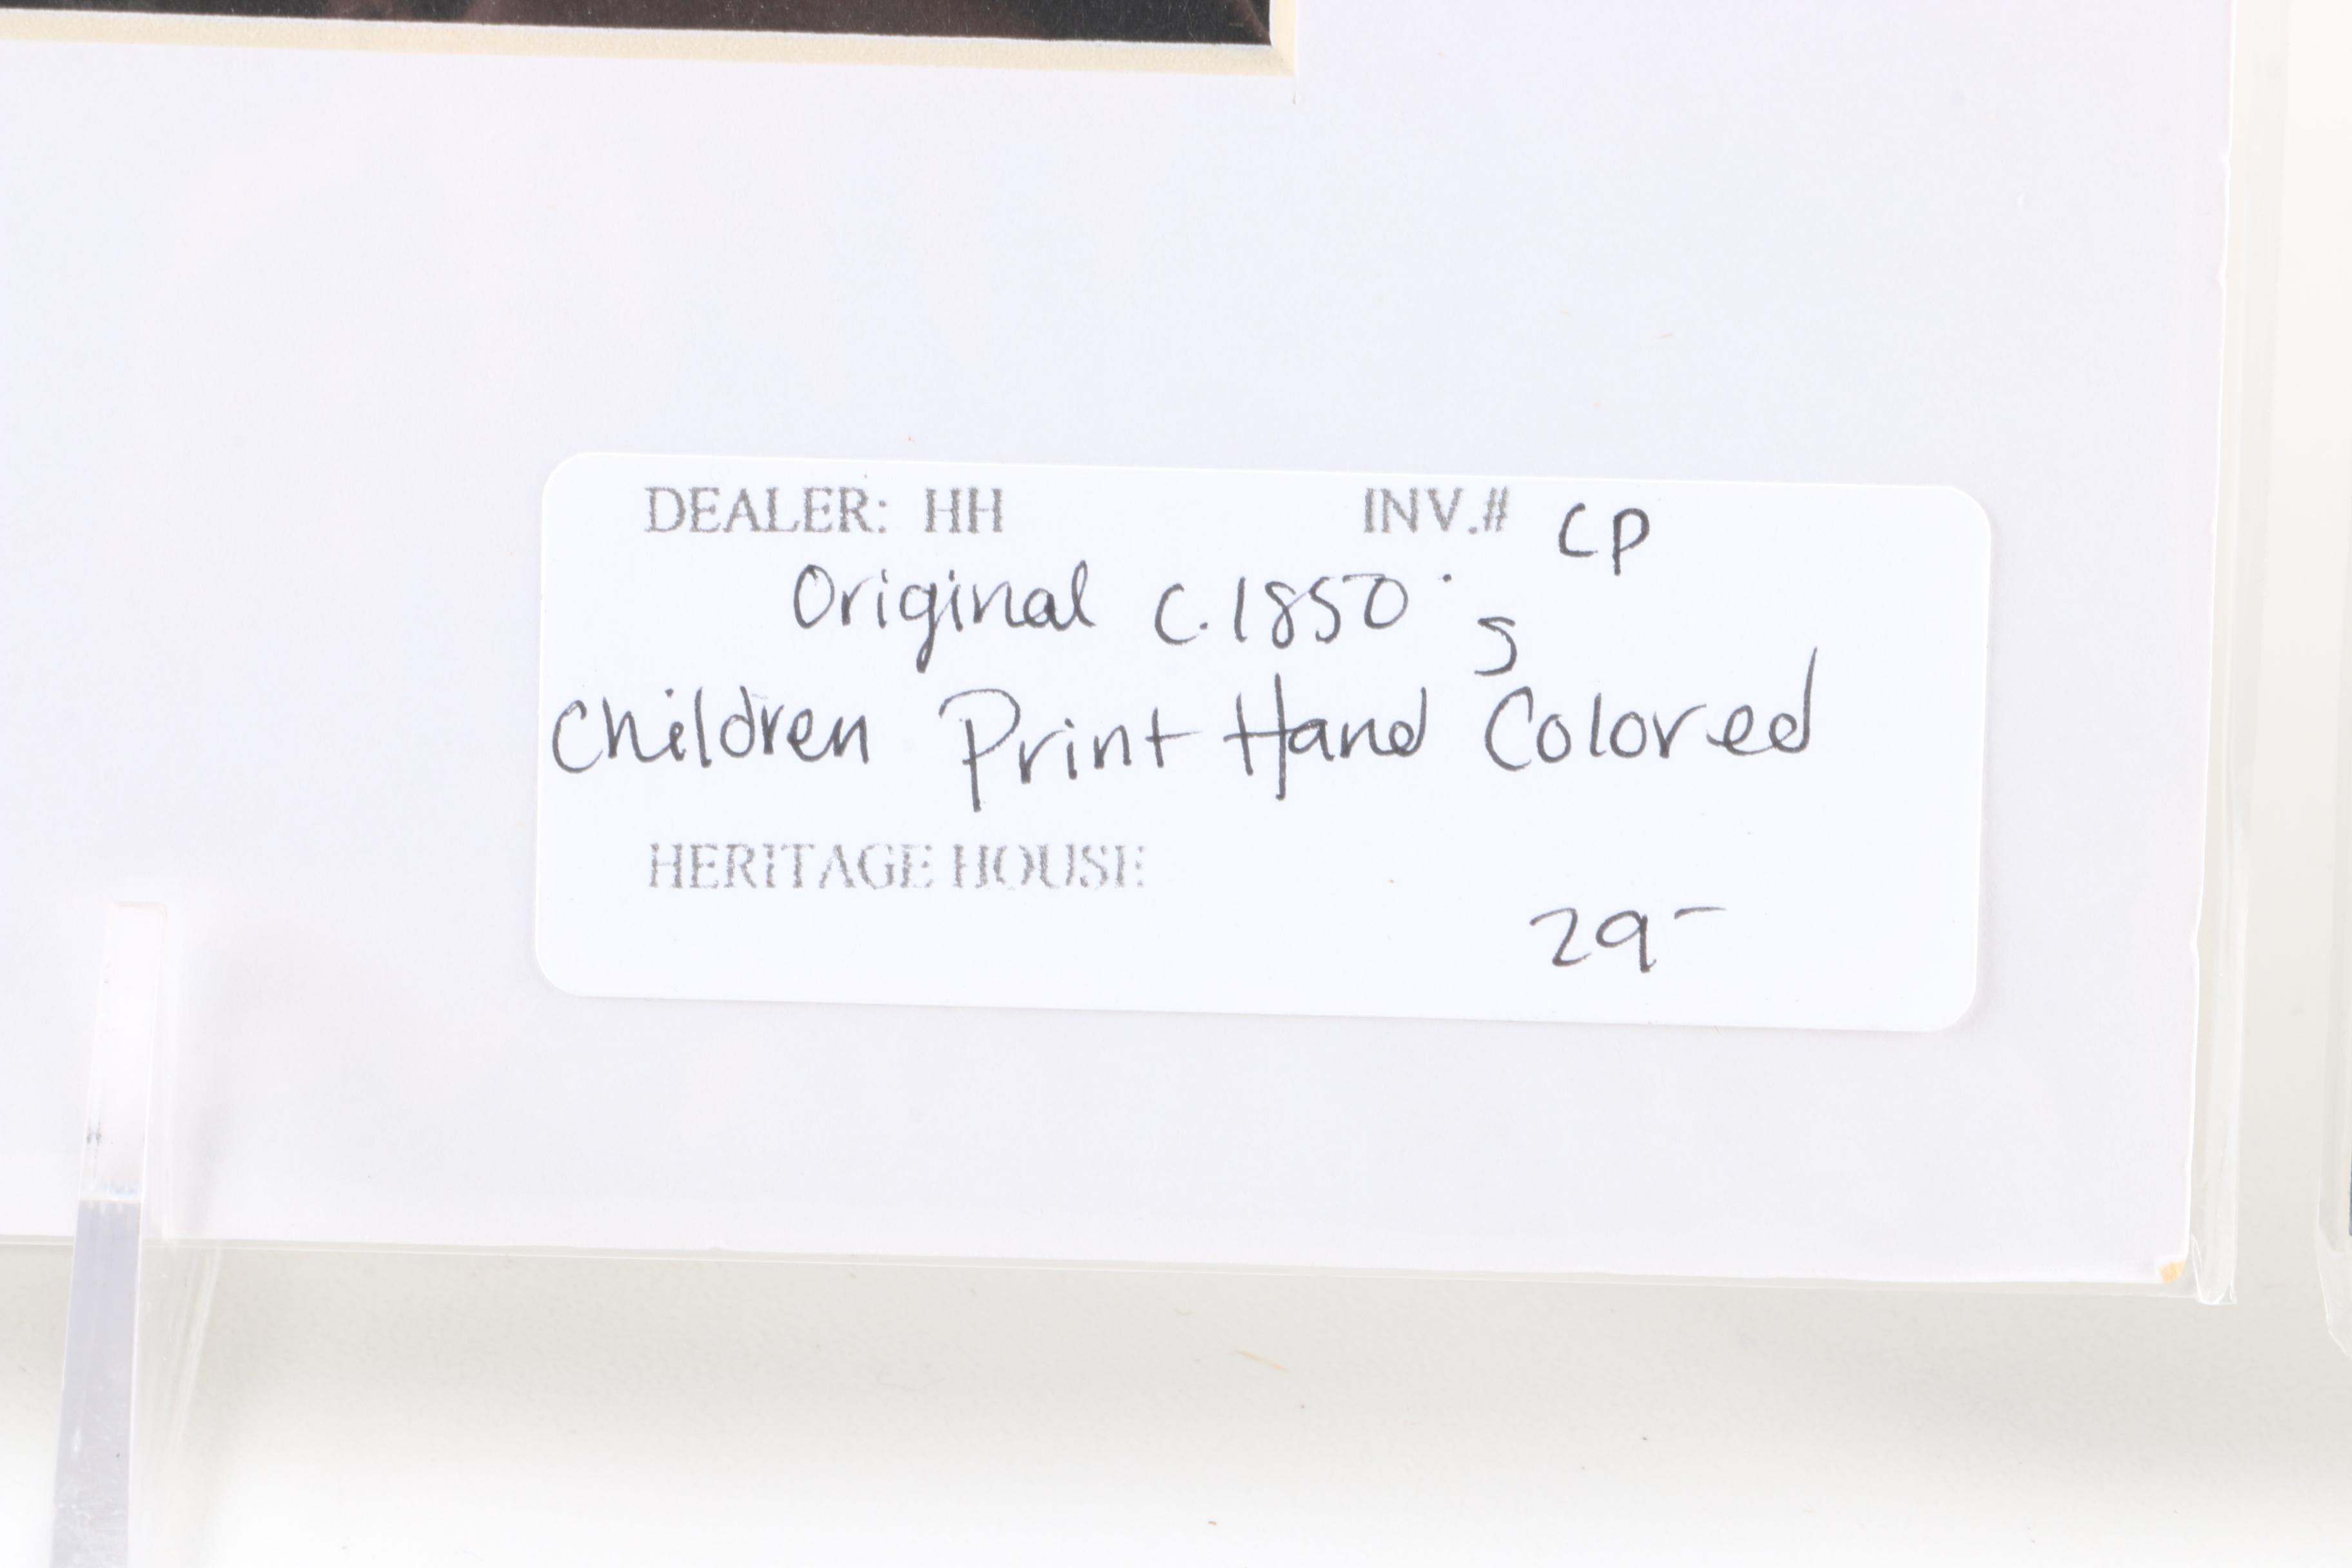 DEALER: HH INV.# CP
Original c.1850's
Children Print Hand Colored
HERITAGE HOUSE
29-